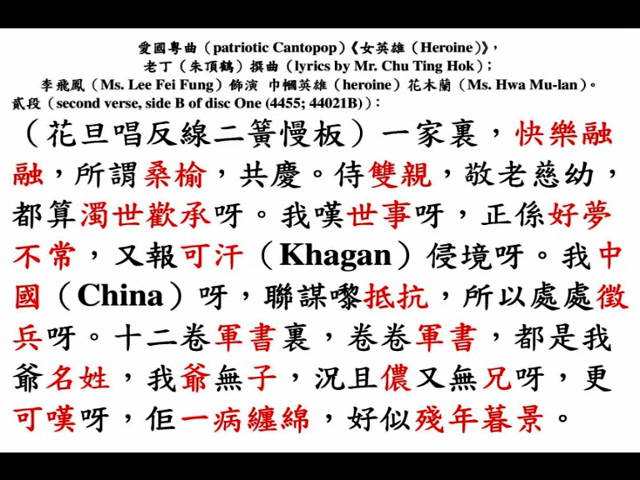 愛國粵曲（patriotic Cantopop）《女英雄（Heroine）》，
老丁（朱頂鶴）撰曲（lyrics by Mr. Chu Ting Hok）；
李飛鳳（Ms. Lee Fei Fung）飾演 巾幗英雄（heroine）花木蘭（Ms. Hwa Mu-lan）。
貳段（second verse, side B of disc One (4455; 44021B)）：
（花旦唱反線二簧慢板）一家裏，快樂融
融，所謂桑榆，共慶。侍雙親，敬老慈幼，
都算濁世歡承呀。我嘆世事呀，正係好夢
不常，又報可汗（Khagan）侵境呀。我中
國（China）呀，聯謀嚟抵抗，所以處處徵
兵呀。十二卷軍書裏，卷卷軍書，都是我
爺名姓，我爺無子，況且儂又無兄呀，更
可嘆呀，佢一病纏綿，好似殘年暮景。